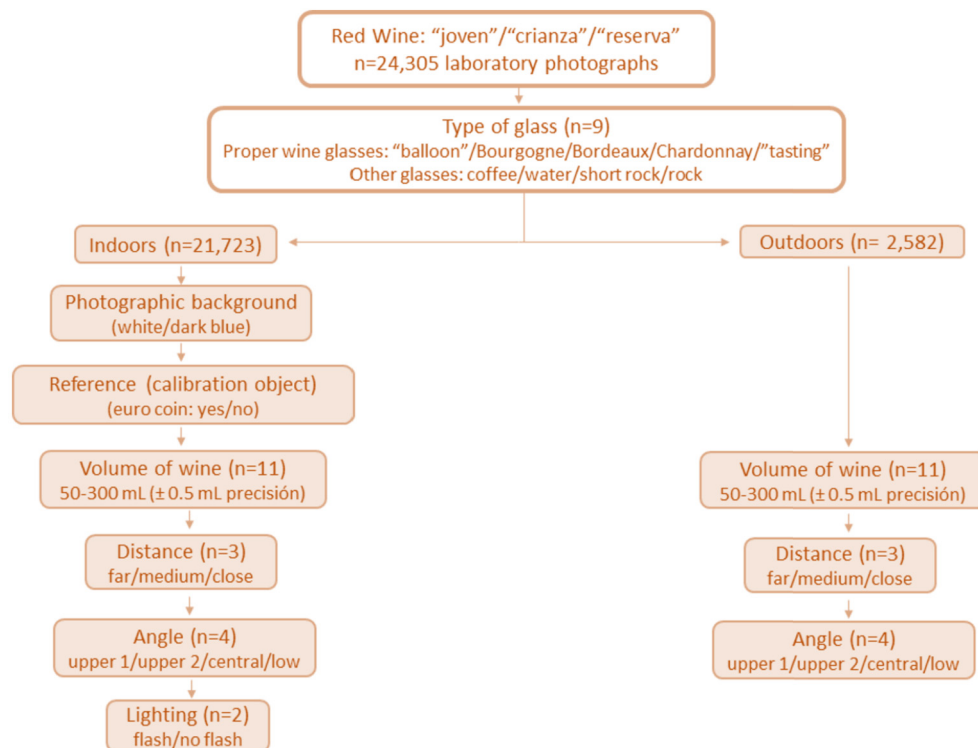 Red Wine: “joven”/“crianza”/“reserva”
n=24,305 laboratory photographs
Type of glass (n=9)
Proper wine glasses: “balloon”/Bourgogne/Bordeaux/Chardonnay/”tasting”
Other glasses: coffee/water/short rock/rock
Indoors (n=21,723)
Photographic background
(white/dark blue)
Reference (calibration object)
(euro coin: yes/no)
Volume of wine (n=11)
50-300 mL (± 0.5 mL precisión)
Distance (n=3)
far/medium/close
Angle (n=4)
upper 1/upper 2/central/low
Lighting (n=2)
flash/no flash
Outdoors (n= 2,582)
Volume of wine (n=11)
50-300 mL (± 0.5 mL precisión)
Distance (n=3)
far/medium/close
Angle (n=4)
upper 1/upper 2/central/low